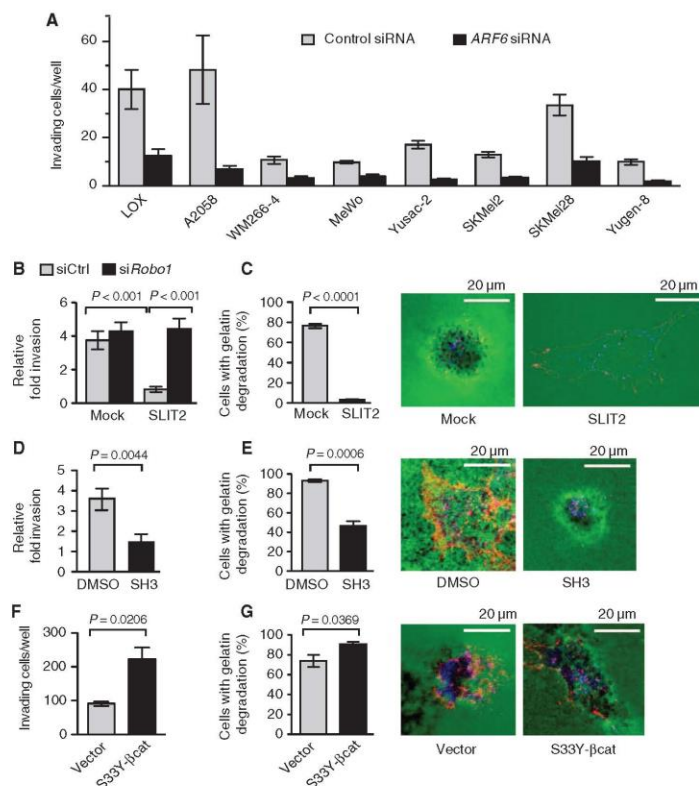 A
Control siRNA
ARF6 siRNA
Invading cells/well
60
40
20
0
LOX
A2058
WM266-4
MeWo
Yusac-2
SKMel2
SKMel28
Yugen-8
B
siCtrl
siRobo1
P < 0.001
P < 0.001
Relative
fold invasion
6
4
2
0
Mock
SLIT2
C
P < 0.0001
Cells with gelatin
degradation (%)
100
80
60
40
20
0
Mock
SLIT2
20 μm
20 μm
Mock
SLIT2
D
P = 0.0044
Relative
fold invasion
5
4
3
2
1
0
DMSO
SH3
E
P = 0.0006
Cells with gelatin
degradation (%)
100
80
60
40
20
0
DMSO
SH3
20 μm
20 μm
DMSO
SH3
F
P = 0.0206
Invading cells/well
300
200
100
0
Vector
S33Y-βcat
G
P = 0.0369
Cells with gelatin
degradation (%)
100
80
60
40
20
0
Vector
S33Y-βcat
20 μm
20 μm
Vector
S33Y-βcat